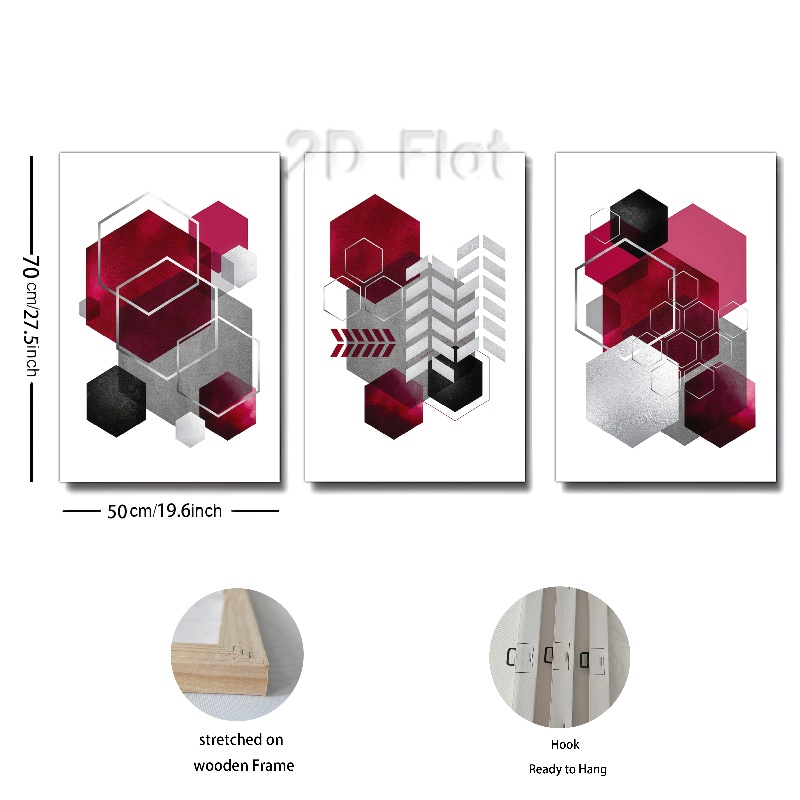 2D Flat
70 cm/27.5inch
50cm/19.6inch
stretched on
wooden Frame
Hook
Ready to Hang